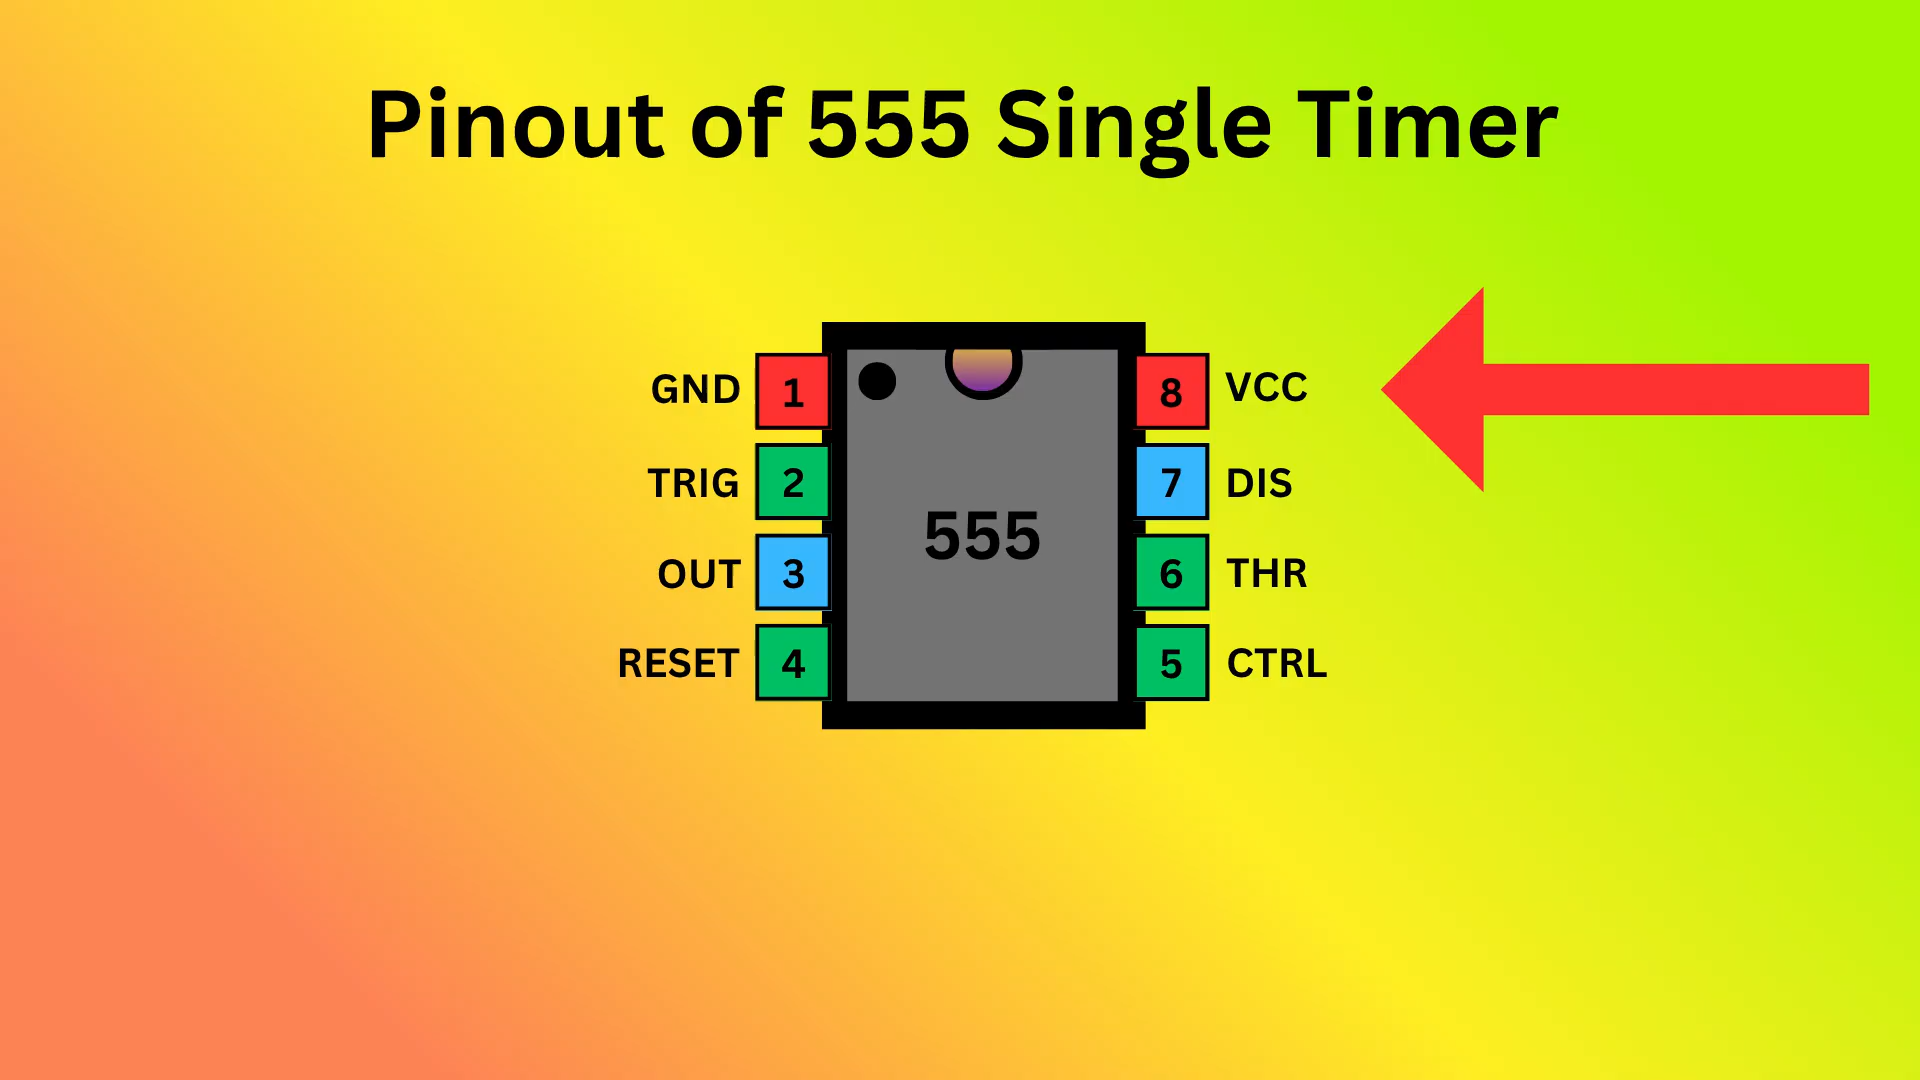 Pinout of 555 Single Timer
GND 1 8 VCC
TRIG 2 7 DIS
555
OUT 3 6 THR
RESET 4 5 CTRL